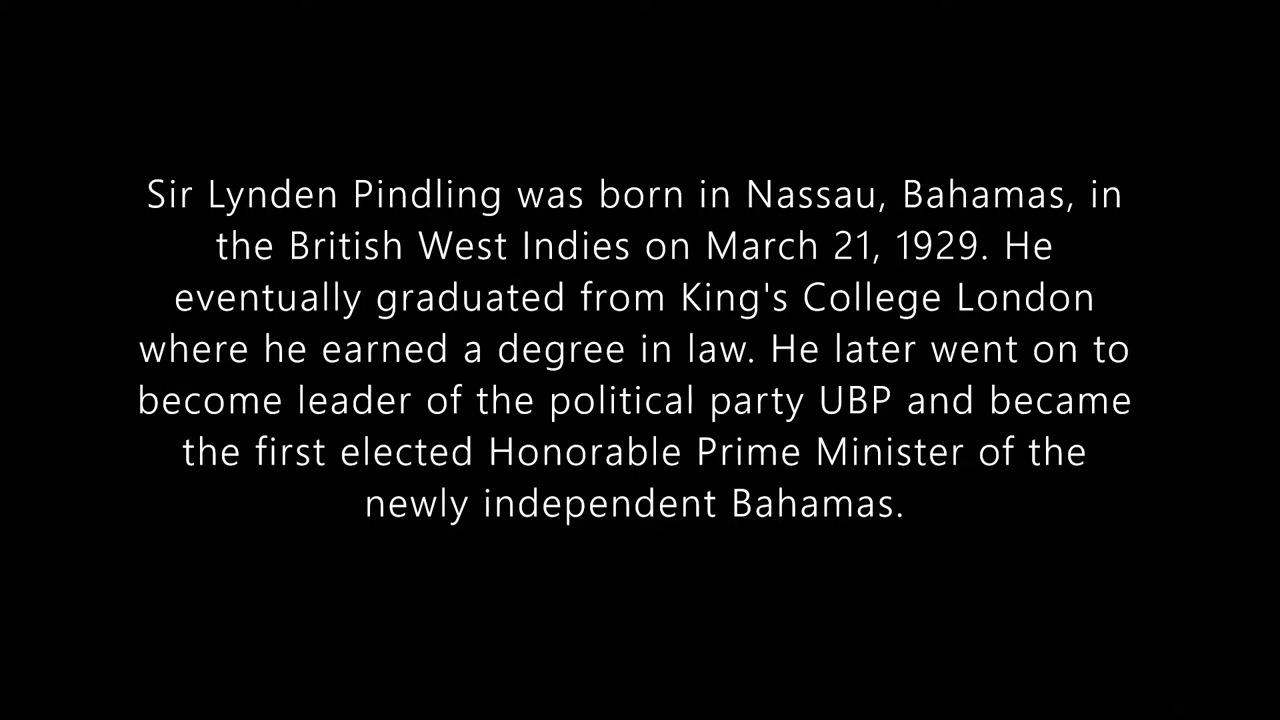 Sir Lynden Pindling was born in Nassau, Bahamas, in
the British West Indies on March 21, 1929. He
eventually graduated from King's College London
where he earned a degree in law. He later went on to
become leader of the political party UBP and became
the first elected Honorable Prime Minister of the
newly independent Bahamas.